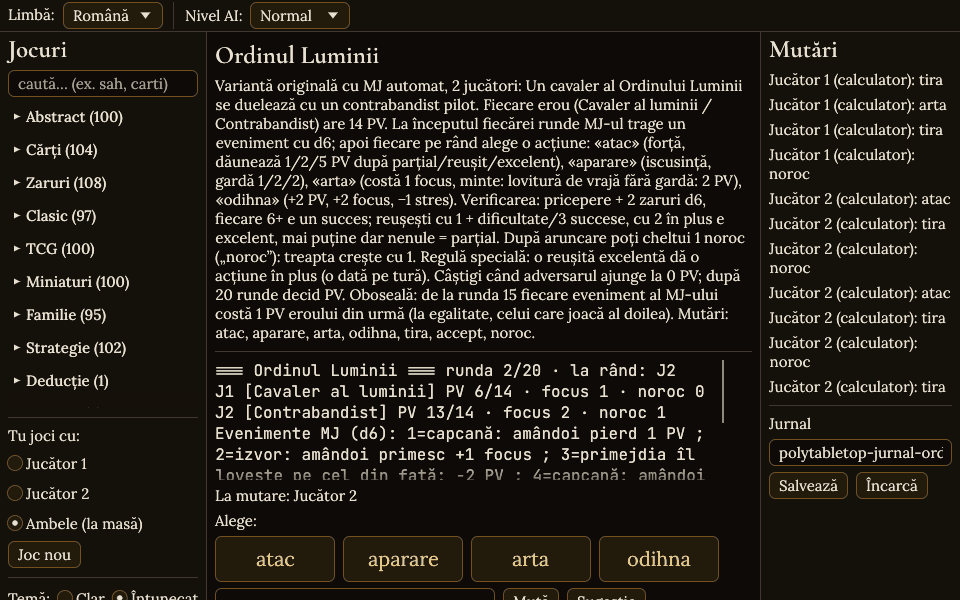 Limbă: Română ▼ Nivel AI: Normal ▼
Jocuri
caută... (ex. sah, carti)
▸ Abstract (100)
▸ Cărți (104)
▸ Zaruri (108)
▸ Clasic (97)
▸ TCG (100)
▸ Miniaturi (100)
▸ Familie (95)
▸ Strategie (102)
▸ Deducție (1)
Tu joci cu:
Jucător 1
Jucător 2
Ambele (la masă)
Joc nou
Temă: Clar Întunecat
Ordinul Luminii
Variantă originală cu MJ automat, 2 jucători: Un cavaler al Ordinului Luminii
se duelează cu un contrabandist pilot. Fiecare erou (Cavaler al luminii /
Contrabandist) are 14 PV. La începutul fiecărei runde MJ-ul trage un
eveniment cu d6; apoi fiecare pe rând alege o acțiune: «atac» (forță,
dăunează 1/2/5 PV după parțial/reușit/excelent), «aparare» (iscusință,
gardă 1/2/2), «arta» (costă 1 focus, minte: lovitură de vrajă fără gardă: 2 PV),
«odihna» (+2 PV, +2 focus, −1 stres). Verificarea: pricepere + 2 zaruri d6,
fiecare 6+ e un succes; reușești cu 1 + dificultate/3 succese, cu 2 în plus e
excelent, mai puține dar nenule = parțial. După aruncare poți cheltui 1 noroc
(„noroc”): treapta crește cu 1. Regulă specială: o reușită excelentă dă o
acțiune în plus (o dată pe tură). Câștigi când adversarul ajunge la 0 PV; după
20 runde decid PV. Oboseală: de la runda 15 fiecare eveniment al MJ-ului
costă 1 PV eroului din urmă (la egalitate, celui care joacă al doilea). Mutări:
atac, aparare, arta, odihna, tira, accept, noroc.
═══ Ordinul Luminii ═══ runda 2/20 · la rând: J2
J1 [Cavaler al luminii] PV 6/14 · focus 1 · noroc 0
J2 [Contrabandist] PV 13/14 · focus 2 · noroc 1
Evenimente MJ (d6): 1=capcană: amândoi pierd 1 PV ;
2=izvor: amândoi primesc +1 focus ; 3=primejdia îl
lovește pe cel din față: -2 PV ; 4=capcană: amândoi
La mutare: Jucător 2
Alege:
atac aparare arta odihna
Mută Sugestie
Mutări
Jucător 1 (calculator): tira
Jucător 1 (calculator): arta
Jucător 1 (calculator): tira
Jucător 1 (calculator):
noroc
Jucător 2 (calculator): atac
Jucător 2 (calculator): tira
Jucător 2 (calculator):
noroc
Jucător 2 (calculator): atac
Jucător 2 (calculator): tira
Jucător 2 (calculator):
noroc
Jucător 2 (calculator): tira
Jurnal
polytabletop-jurnal-ord
Salvează Încarcă